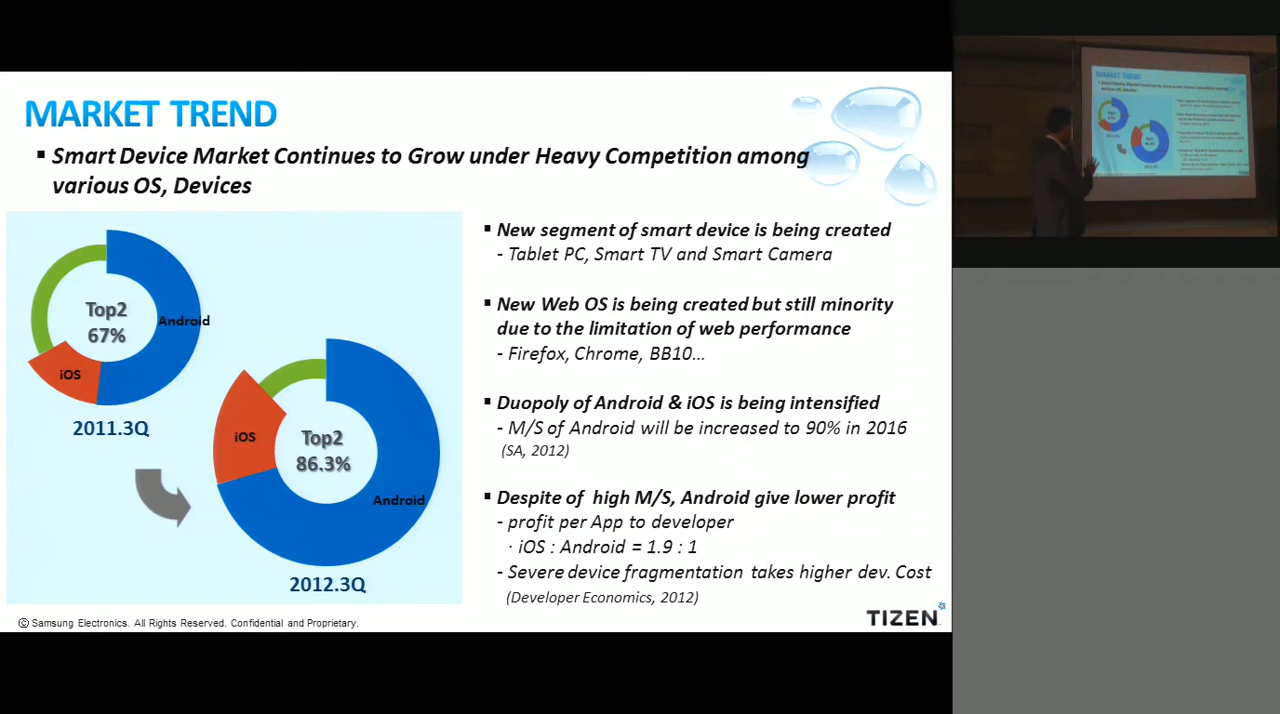 MARKET TREND
▪ Smart Device Market Continues to Grow under Heavy Competition among
various OS, Devices
Top2
67%
Android
iOS
2011.3Q
Top2
86.3%
iOS
Android
2012.3Q
▪ New segment of smart device is being created
- Tablet PC, Smart TV and Smart Camera
▪ New Web OS is being created but still minority
due to the limitation of web performance
- Firefox, Chrome, BB10...
▪ Duopoly of Android & iOS is being intensified
- M/S of Android will be increased to 90% in 2016
(SA, 2012)
▪ Despite of high M/S, Android give lower profit
- profit per App to developer
· iOS : Android = 1.9 : 1
- Severe device fragmentation takes higher dev. Cost
(Developer Economics, 2012)
© Samsung Electronics. All Rights Reserved. Confidential and Proprietary.
TIZEN™
MARKET TREND